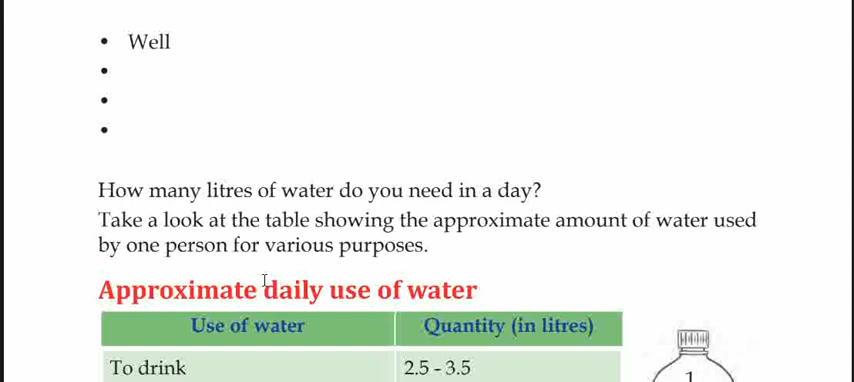 • Well
•
•
•
How many litres of water do you need in a day?
Take a look at the table showing the approximate amount of water used
by one person for various purposes.
Approximate daily use of water
Use of water Quantity (in litres)
To drink 2.5 - 3.5
1